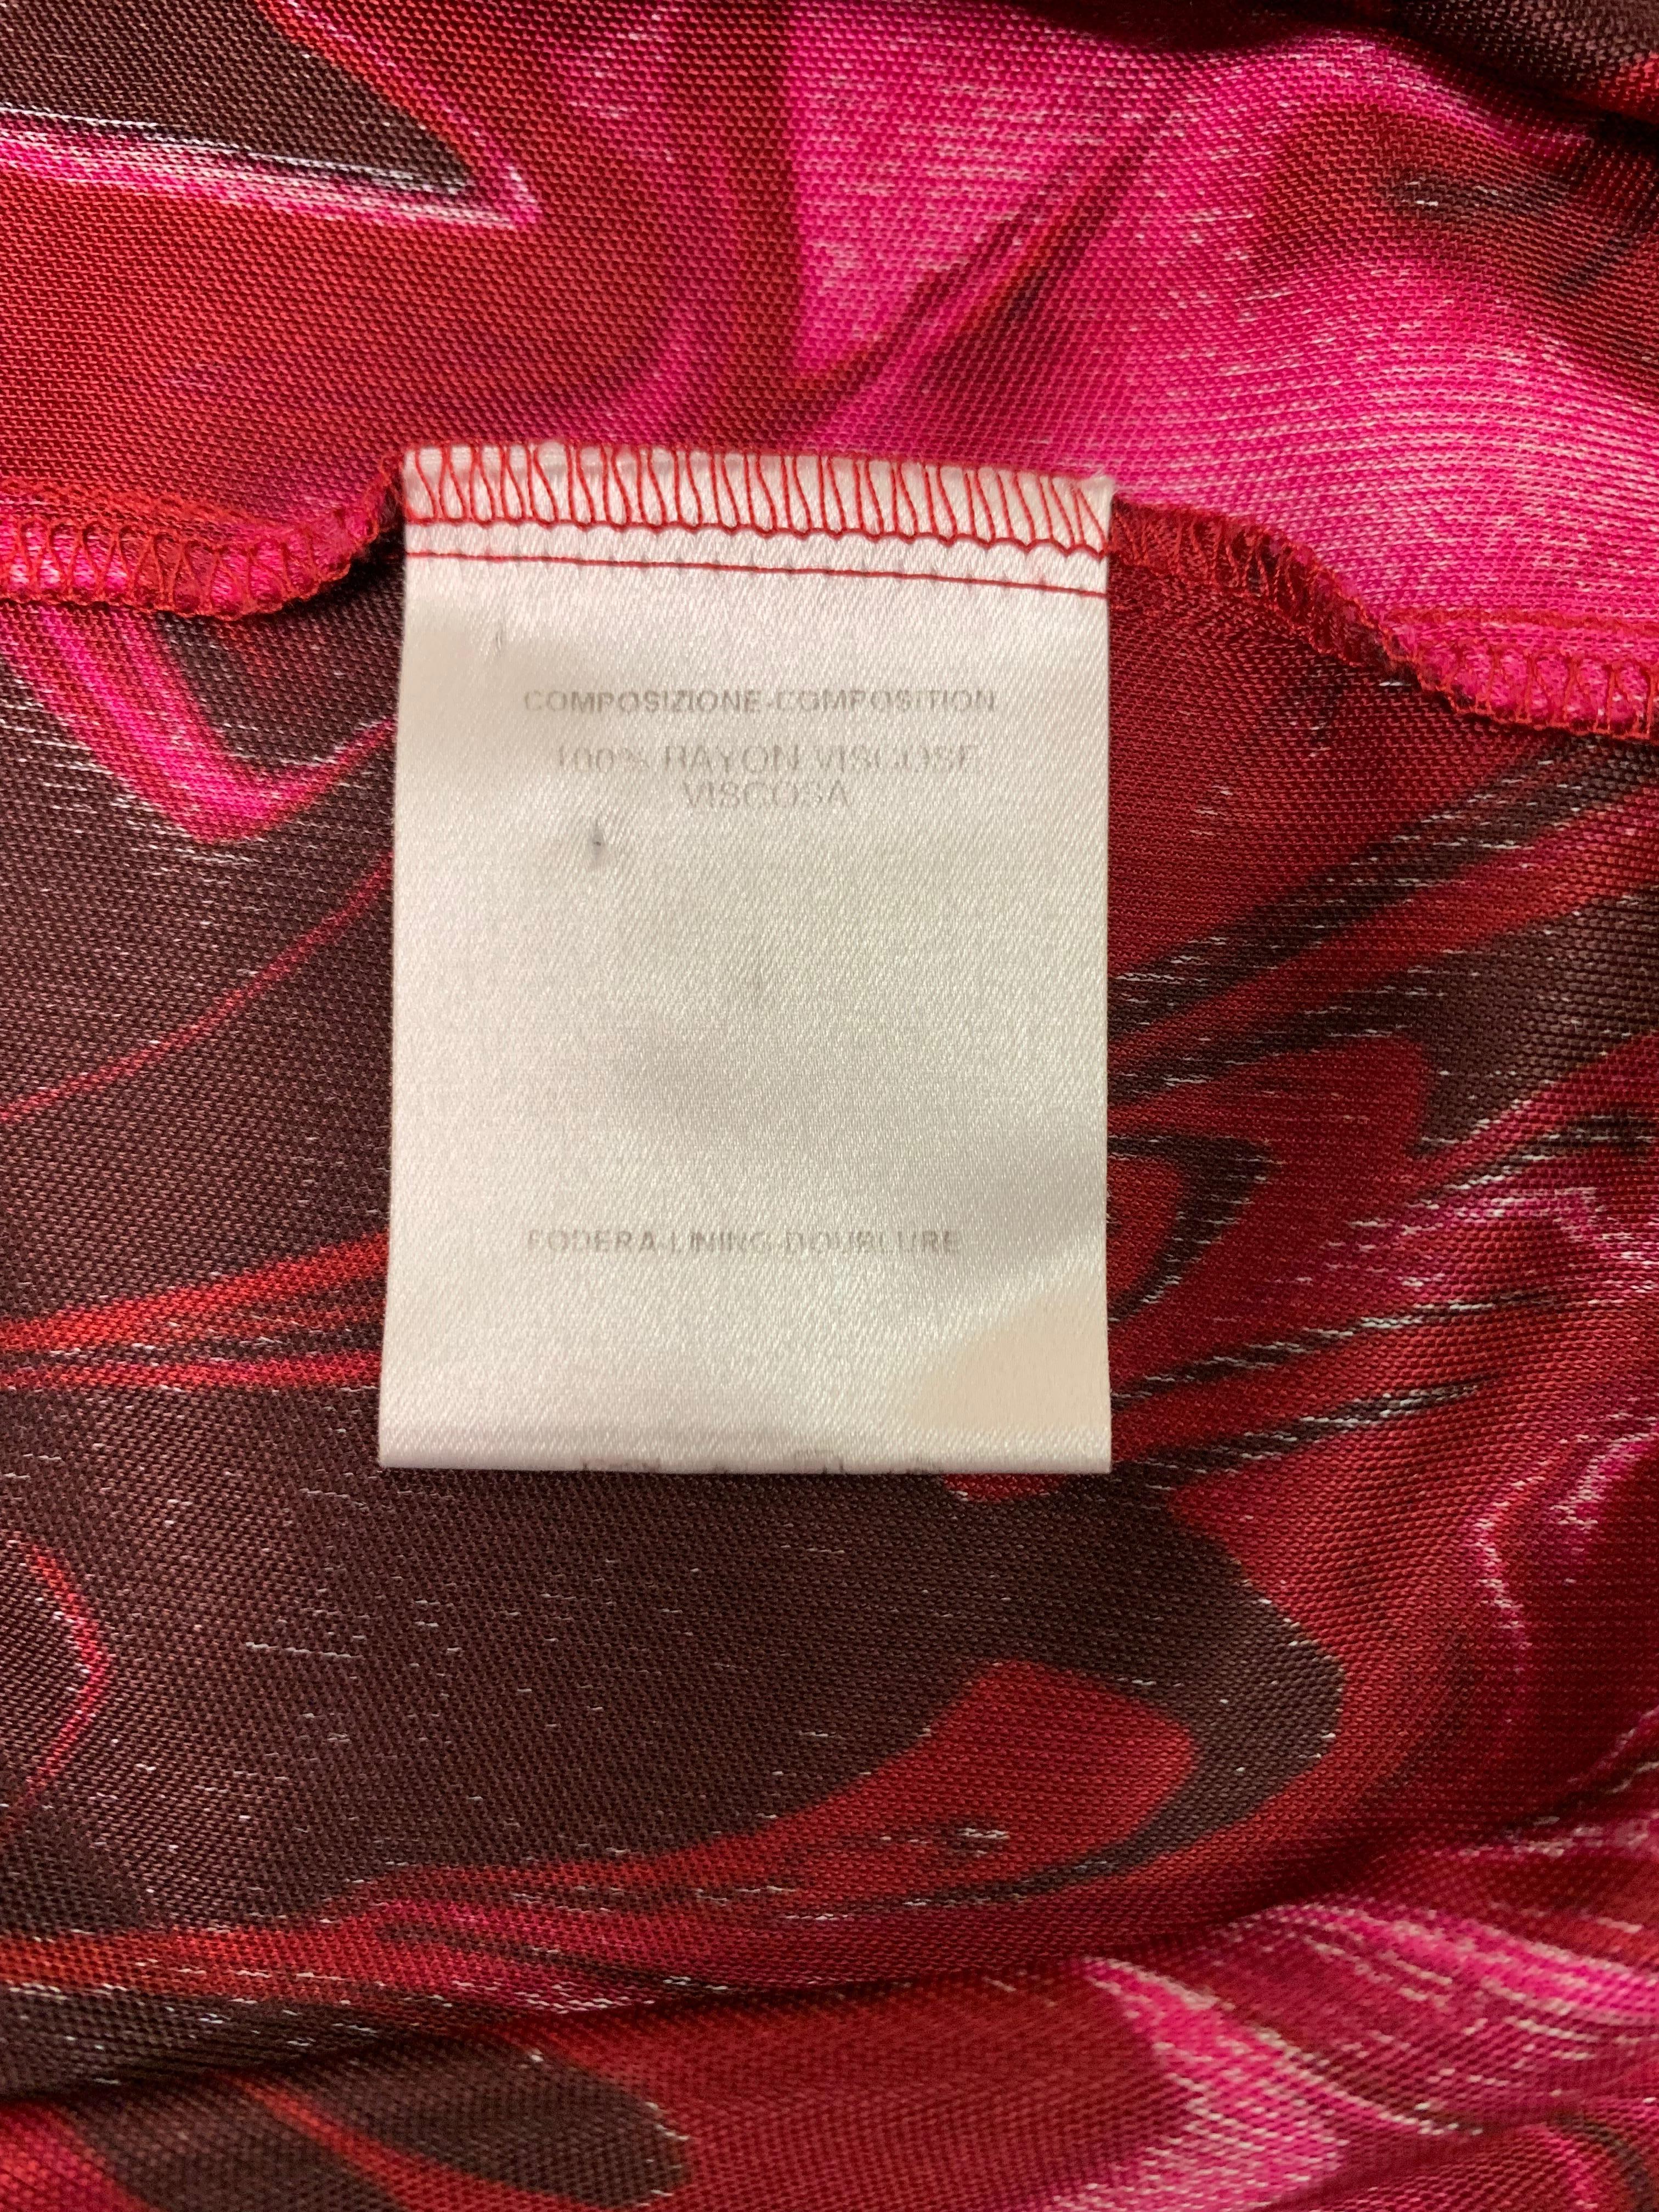 COMPOSIZIONE-COMPOSITION
100% RAYON VISCOSE
VISCOSA
FODERA-LINING-DOUBLURE